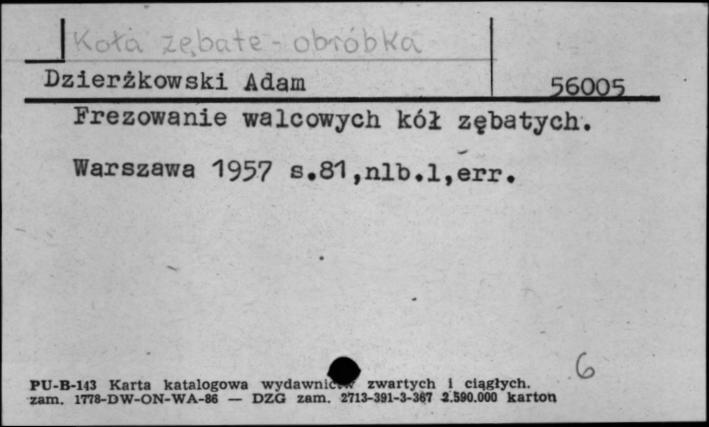 Koła zębate - obróbka
Dzierżkowski Adam 56005
Frezowanie walcowych kół zębatych.
Warszawa 1957 s.81,nlb.1,err.
6
PU-B-143 Karta katalogowa wydawnictw zwartych i ciągłych.
zam. 1778-DW-ON-WA-86 — DZG zam. 2713-391-3-367 2.590.000 karton